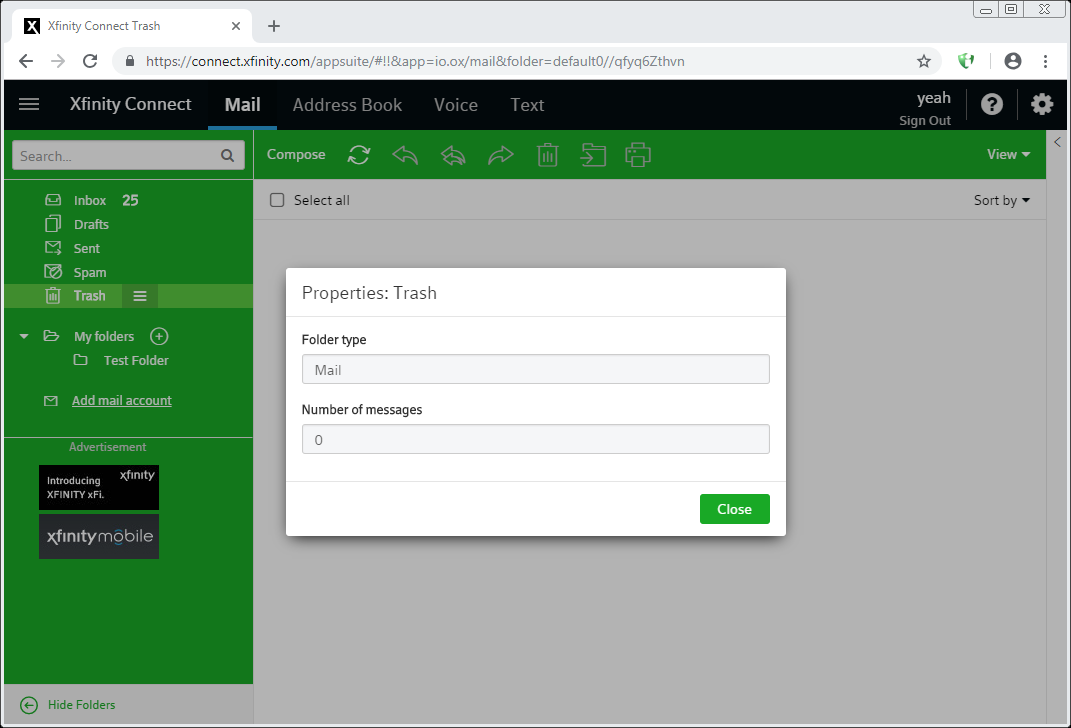 Xfinity Connect Trash
https://connect.xfinity.com/appsuite/#!!&app=io.ox/mail&folder=default0//qfyq6Zthvn
Xfinity Connect
Mail
Address Book
Voice
Text
yeah
Sign Out
Search...
Compose
View
Select all
Sort by
Inbox 25
Drafts
Sent
Spam
Trash
My folders
Test Folder
Add mail account
Advertisement
Introducing
XFINITY xFi.
xfinity
xfinity mobile
Hide Folders
Properties: Trash
Folder type
Mail
Number of messages
0
Close